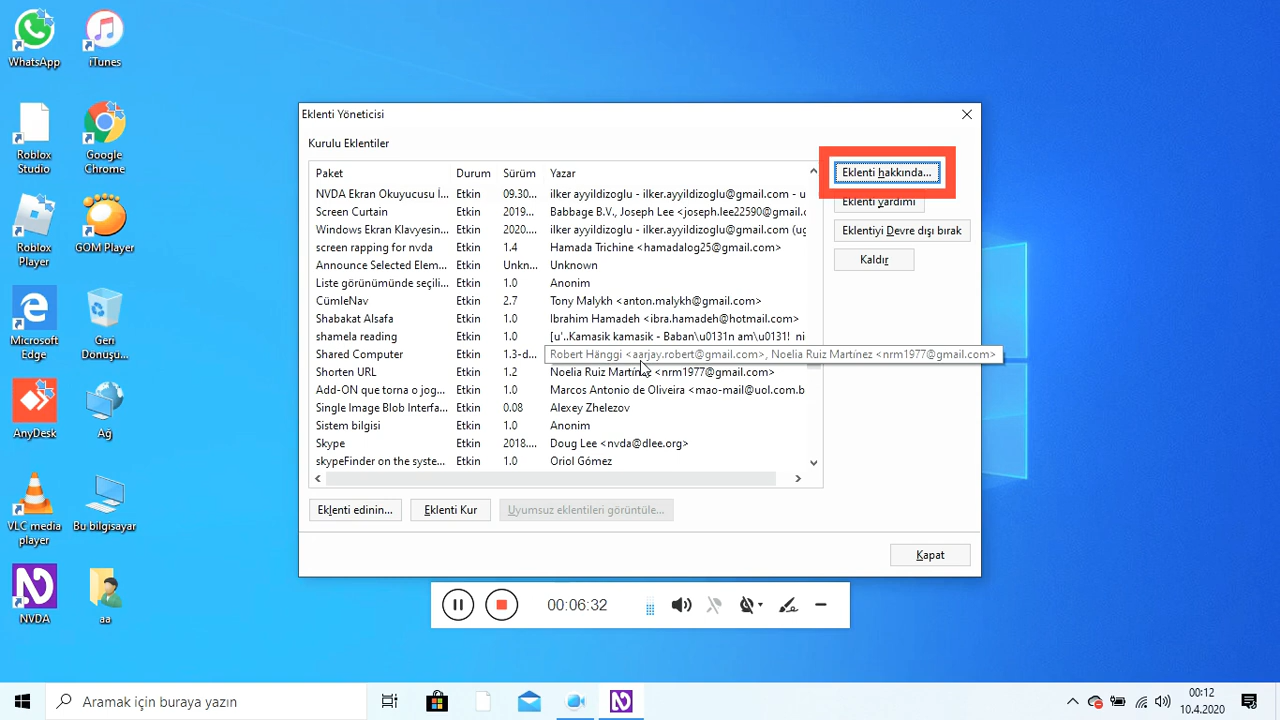 WhatsApp
iTunes
Roblox
Studio
Google
Chrome
Roblox
Player
GOM Player
Microsoft
Edge
Geri
Dönüşu...
AnyDesk
Ağ
VLC media
player
Bu bilgisayar
NVDA
aa
Eklenti Yöneticisi
Kurulu Eklentiler
Paket Durum Sürüm Yazar
NVDA Ekran Okuyucusu İ... Etkin 09.30... ilker ayyildizoglu - ilker.ayyildizoglu@gmail.com - u
Screen Curtain Etkin 2019... Babbage B.V., Joseph Lee <joseph.lee22590@gmail.c
Windows Ekran Klavyesin... Etkin 2020... ilker ayyildizoglu - ilker.ayyildizoglu@gmail.com (ug
screen rapping for nvda Etkin 1.4 Hamada Trichine <hamadalog25@gmail.com>
Announce Selected Elem... Etkin Unkn... Unknown
Liste görünümünde seçili... Etkin 1.0 Anonim
CümleNav Etkin 2.7 Tony Malykh <anton.malykh@gmail.com>
Shabakat Alsafa Etkin 1.0 Ibrahim Hamadeh <ibra.hamadeh@hotmail.com>
shamela reading Etkin 1.0 [u'..Kamasik kamasik - Baban\u0131n am\u0131! ni
Shared Computer Etkin 1.3-d... Robert Hänggi <aarjay.robert@gmail.com>, Noelia Ruiz Martínez <nrm1977@gmail.com>
Shorten URL Etkin 1.2 Noelia Ruiz Martínez <nrm1977@gmail.com>
Add-ON que torna o jog... Etkin 1.0 Marcos Antonio de Oliveira <mao-mail@uol.com.b
Single Image Blob Interfa... Etkin 0.08 Alexey Zhelezov
Sistem bilgisi Etkin 1.0 Anonim
Skype Etkin 2018.... Doug Lee <nvda@dlee.org>
skypeFinder on the syste... Etkin 1.0 Oriol Gómez
Eklenti hakkında...
Eklenti yardımı
Eklentiyi Devre dışı bırak
Kaldır
Eklenti edinin...
Eklenti Kur
Uyumsuz eklentileri görüntüle...
Kapat
00:06:32
Aramak için buraya yazın
00:12
10.4.2020